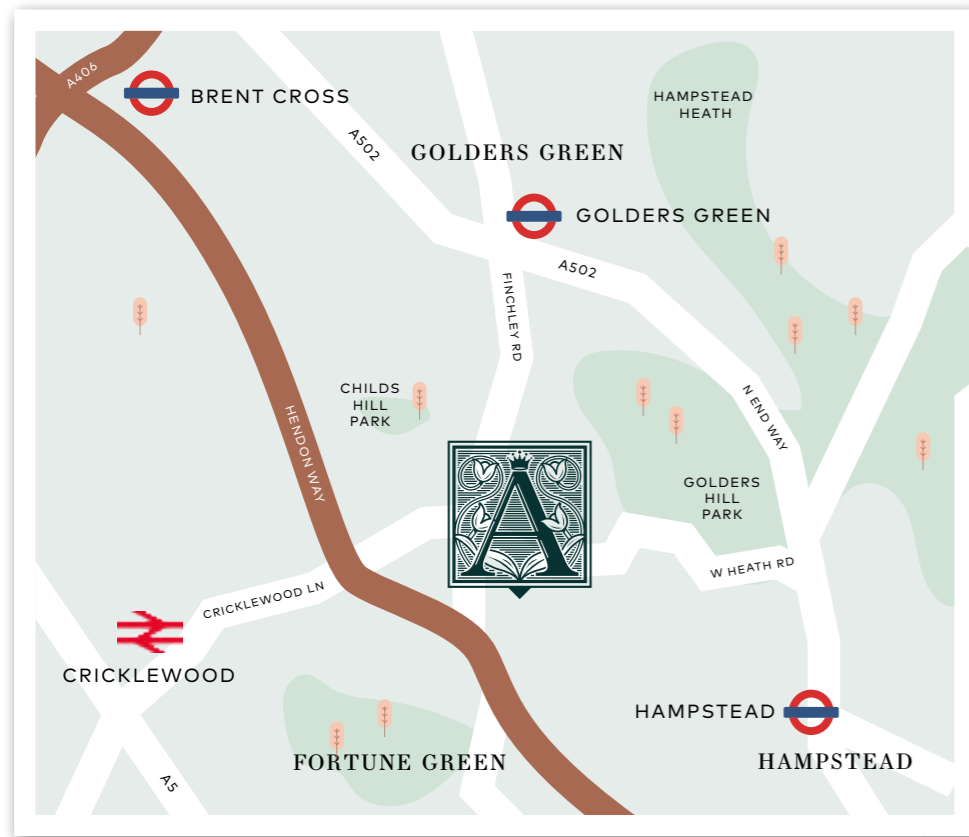 A406
BRENT CROSS
HAMPSTEAD
HEATH
A502
GOLDERS GREEN
GOLDERS GREEN
A502
FINCHLEY RD
CHILDS
HILL
PARK
N END WAY
HENDON WAY
A
GOLDERS
HILL
PARK
W HEATH RD
CRICKLEWOOD LN
CRICKLEWOOD
HAMPSTEAD
FORTUNE GREEN
HAMPSTEAD
A5